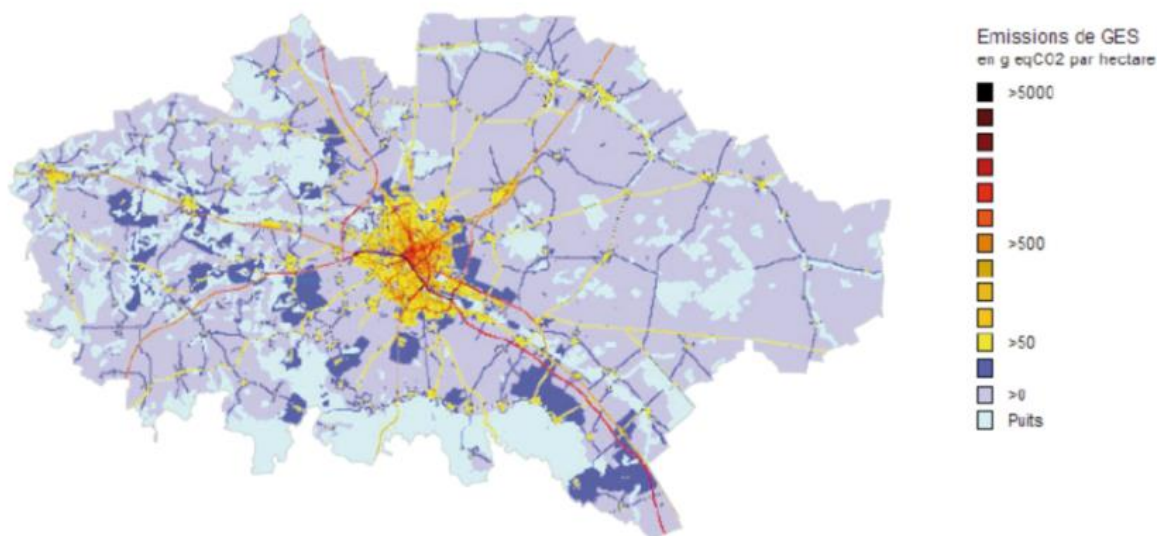 Emissions de GES
en g eqCO2 par hectare
>5000
>500
>50
>0
Puits